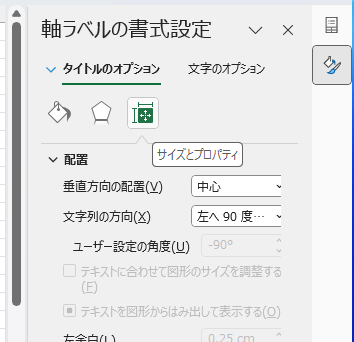 軸ラベルの書式設定
タイトルのオプション 文字のオプション
サイズとプロパティ
配置
垂直方向の配置(V) 中心
文字列の方向(X) 左へ 90 度…
ユーザー設定の角度(U) -90°
テキストに合わせて図形のサイズを調整する
(F)
テキストを図形からはみ出して表示する(O)
左余白(L) 0.25 cm